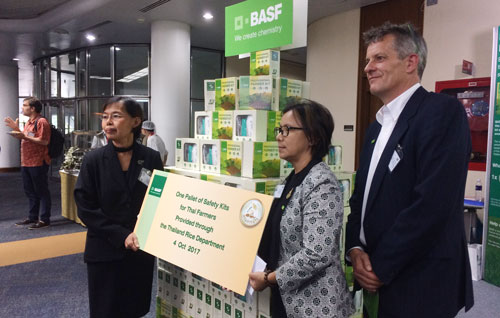 BASF
We create chemistry
BASF
One Pallet of Safety Kits
for Thai Farmers
Provided through
the Thailand Rice Department
4 Oct 2017